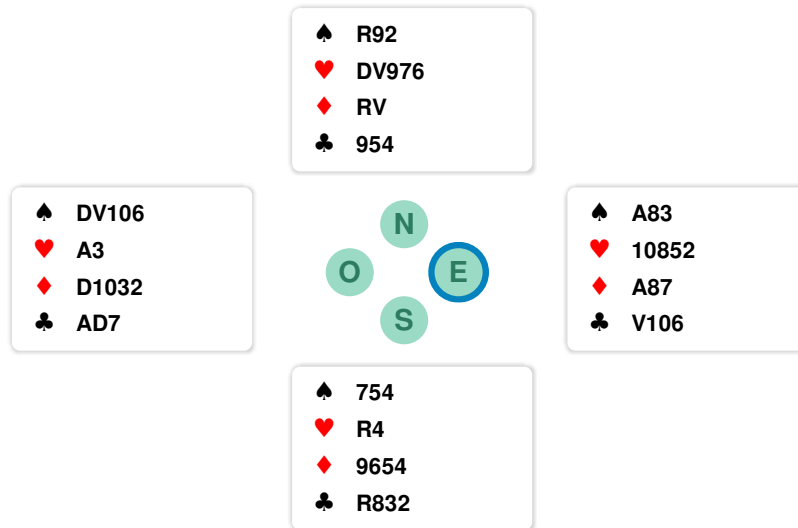 ♠ R92
♥ DV976
♦ RV
♣ 954
♠ DV106
♥ A3
♦ D1032
♣ AD7
N
O E
S
♠ A83
♥ 10852
♦ A87
♣ V106
♠ 754
♥ R4
♦ 9654
♣ R832